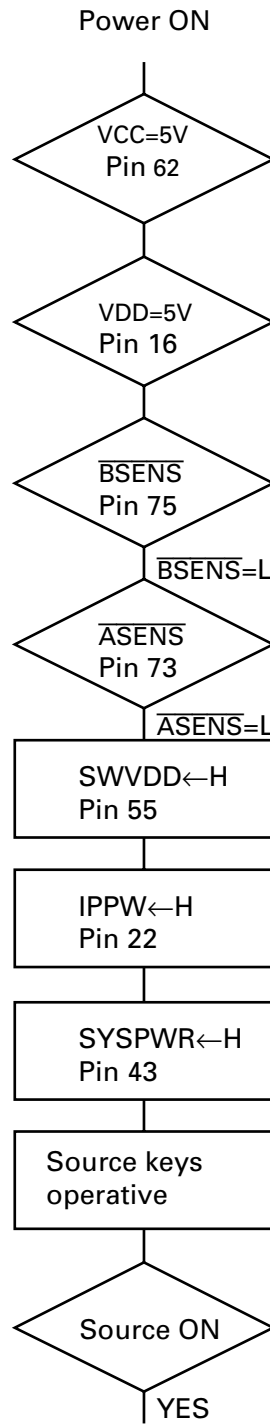 Power ON
VCC=5V
Pin 62
VDD=5V
Pin 16
BSENS
Pin 75
BSENS=L
ASENS
Pin 73
ASENS=L
SWVDD←H
Pin 55
IPPW←H
Pin 22
SYSPWR←H
Pin 43
Source keys
operative
Source ON
YES